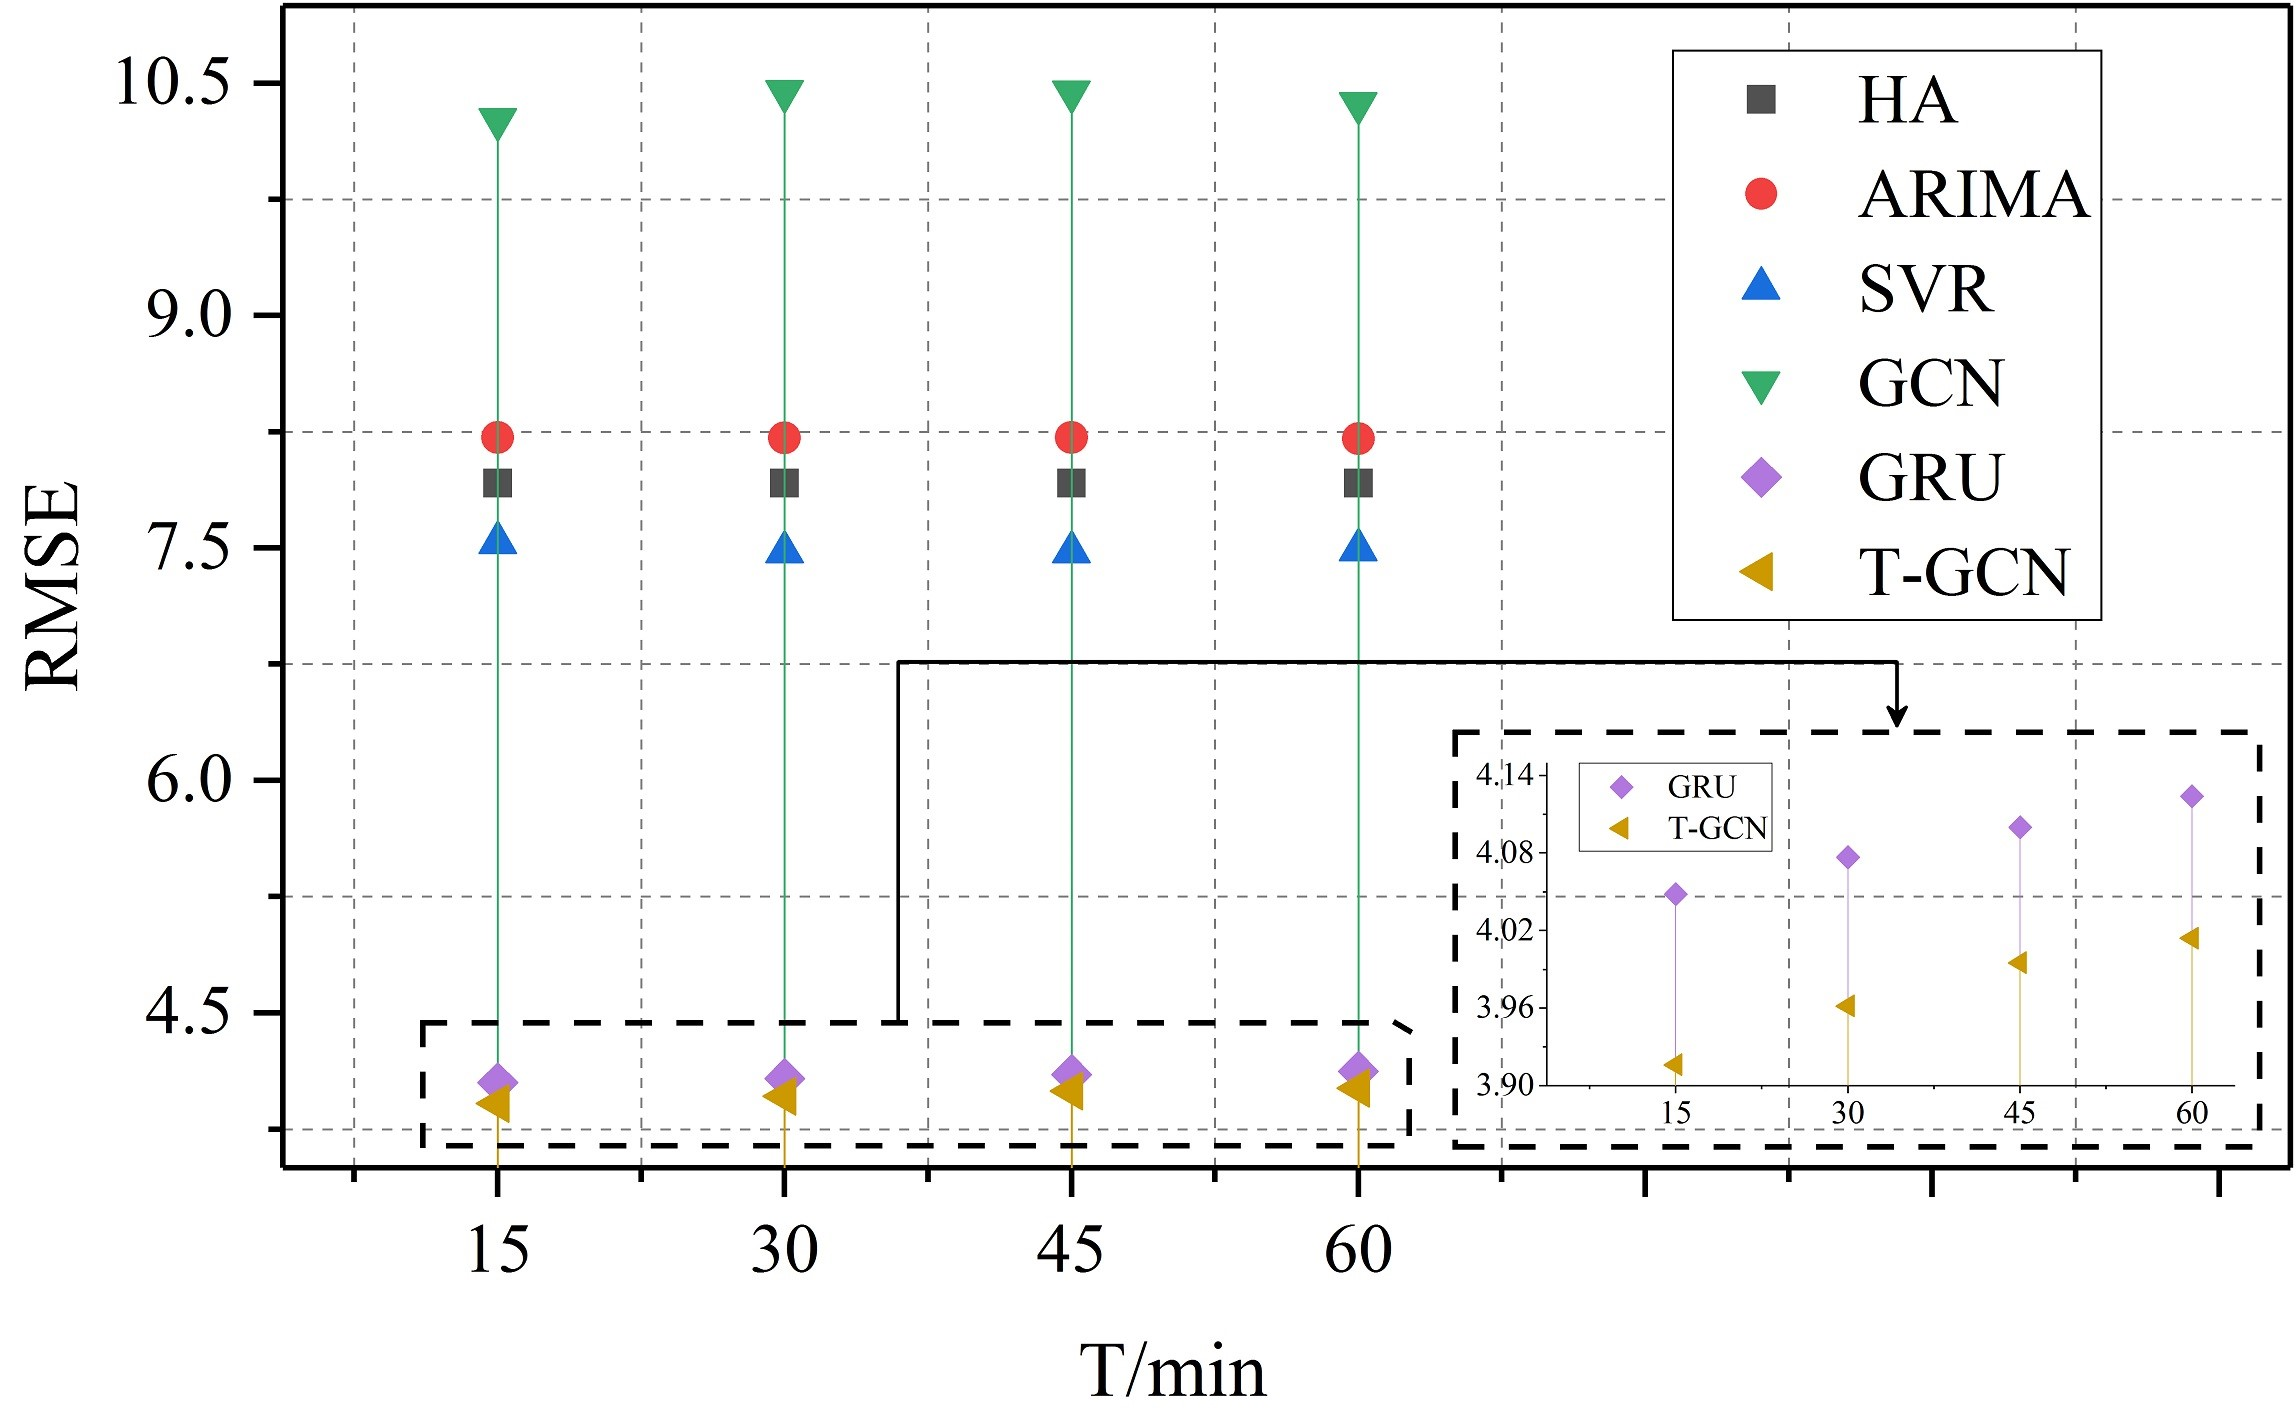 10.5
9.0
7.5
6.0
4.5
RMSE
HA
ARIMA
SVR
GCN
GRU
T-GCN
4.14
4.08
4.02
3.96
3.90
GRU
T-GCN
15 30 45 60
15 30 45 60
T/min